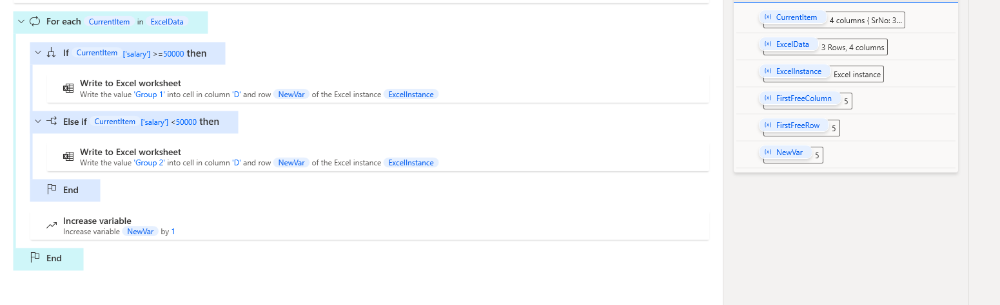 For each CurrentItem in ExcelData
If CurrentItem ['salary'] >=50000 then
Write to Excel worksheet
Write the value 'Group 1' into cell in column 'D' and row NewVar of the Excel instance ExcelInstance
Else if CurrentItem ['salary'] <50000 then
Write to Excel worksheet
Write the value 'Group 2' into cell in column 'D' and row NewVar of the Excel instance ExcelInstance
End
Increase variable
Increase variable NewVar by 1
End
(x) CurrentItem 4 columns { SrNo: 3...
(x) ExcelData 3 Rows, 4 columns
(x) ExcelInstance Excel instance
(x) FirstFreeColumn 5
(x) FirstFreeRow 5
(x) NewVar 5